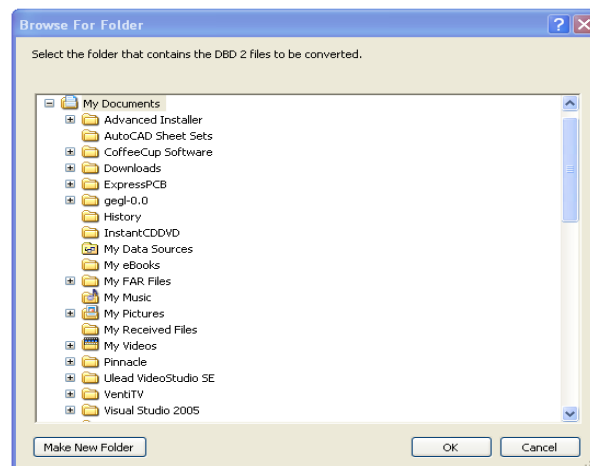 Browse For Folder
Select the folder that contains the DBD 2 files to be converted.
My Documents
Advanced Installer
AutoCAD Sheet Sets
CoffeeCup Software
Downloads
ExpressPCB
gegl-0.0
History
InstantCDDVD
My Data Sources
My eBooks
My FAR Files
My Music
My Pictures
My Received Files
My Videos
Pinnacle
Ulead VideoStudio SE
VentiTV
Visual Studio 2005
Make New Folder OK Cancel